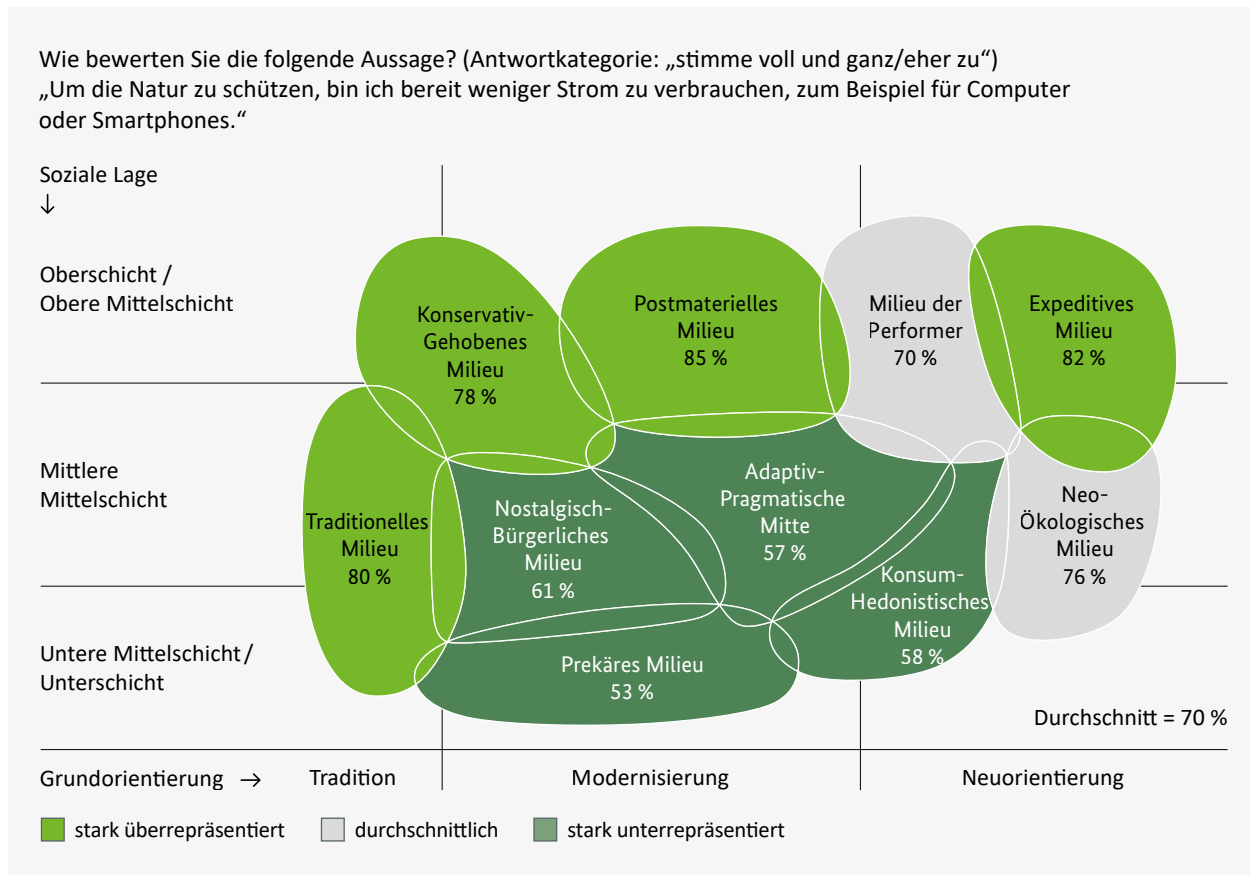 Wie bewerten Sie die folgende Aussage? (Antwortkategorie: „stimme voll und ganz/eher zu“)
„Um die Natur zu schützen, bin ich bereit weniger Strom zu verbrauchen, zum Beispiel für Computer
oder Smartphones.“
Soziale Lage
↓
Oberschicht /
Obere Mittelschicht
Konservativ-
Gehobenes
Milieu
78 %
Postmaterielles
Milieu
85 %
Milieu der
Performer
70 %
Expeditives
Milieu
82 %
Mittlere
Mittelschicht
Traditionelles
Milieu
80 %
Nostalgisch-
Bürgerliches
Milieu
61 %
Adaptiv-
Pragmatische
Mitte
57 %
Konsum-
Hedonistisches
Milieu
58 %
Neo-
Ökologisches
Milieu
76 %
Untere Mittelschicht/
Unterschicht
Prekäres Milieu
53 %
Durchschnitt = 70 %
Grundorientierung →
Tradition
Modernisierung
Neuorientierung
stark überrepräsentiert
durchschnittlich
stark unterrepräsentiert